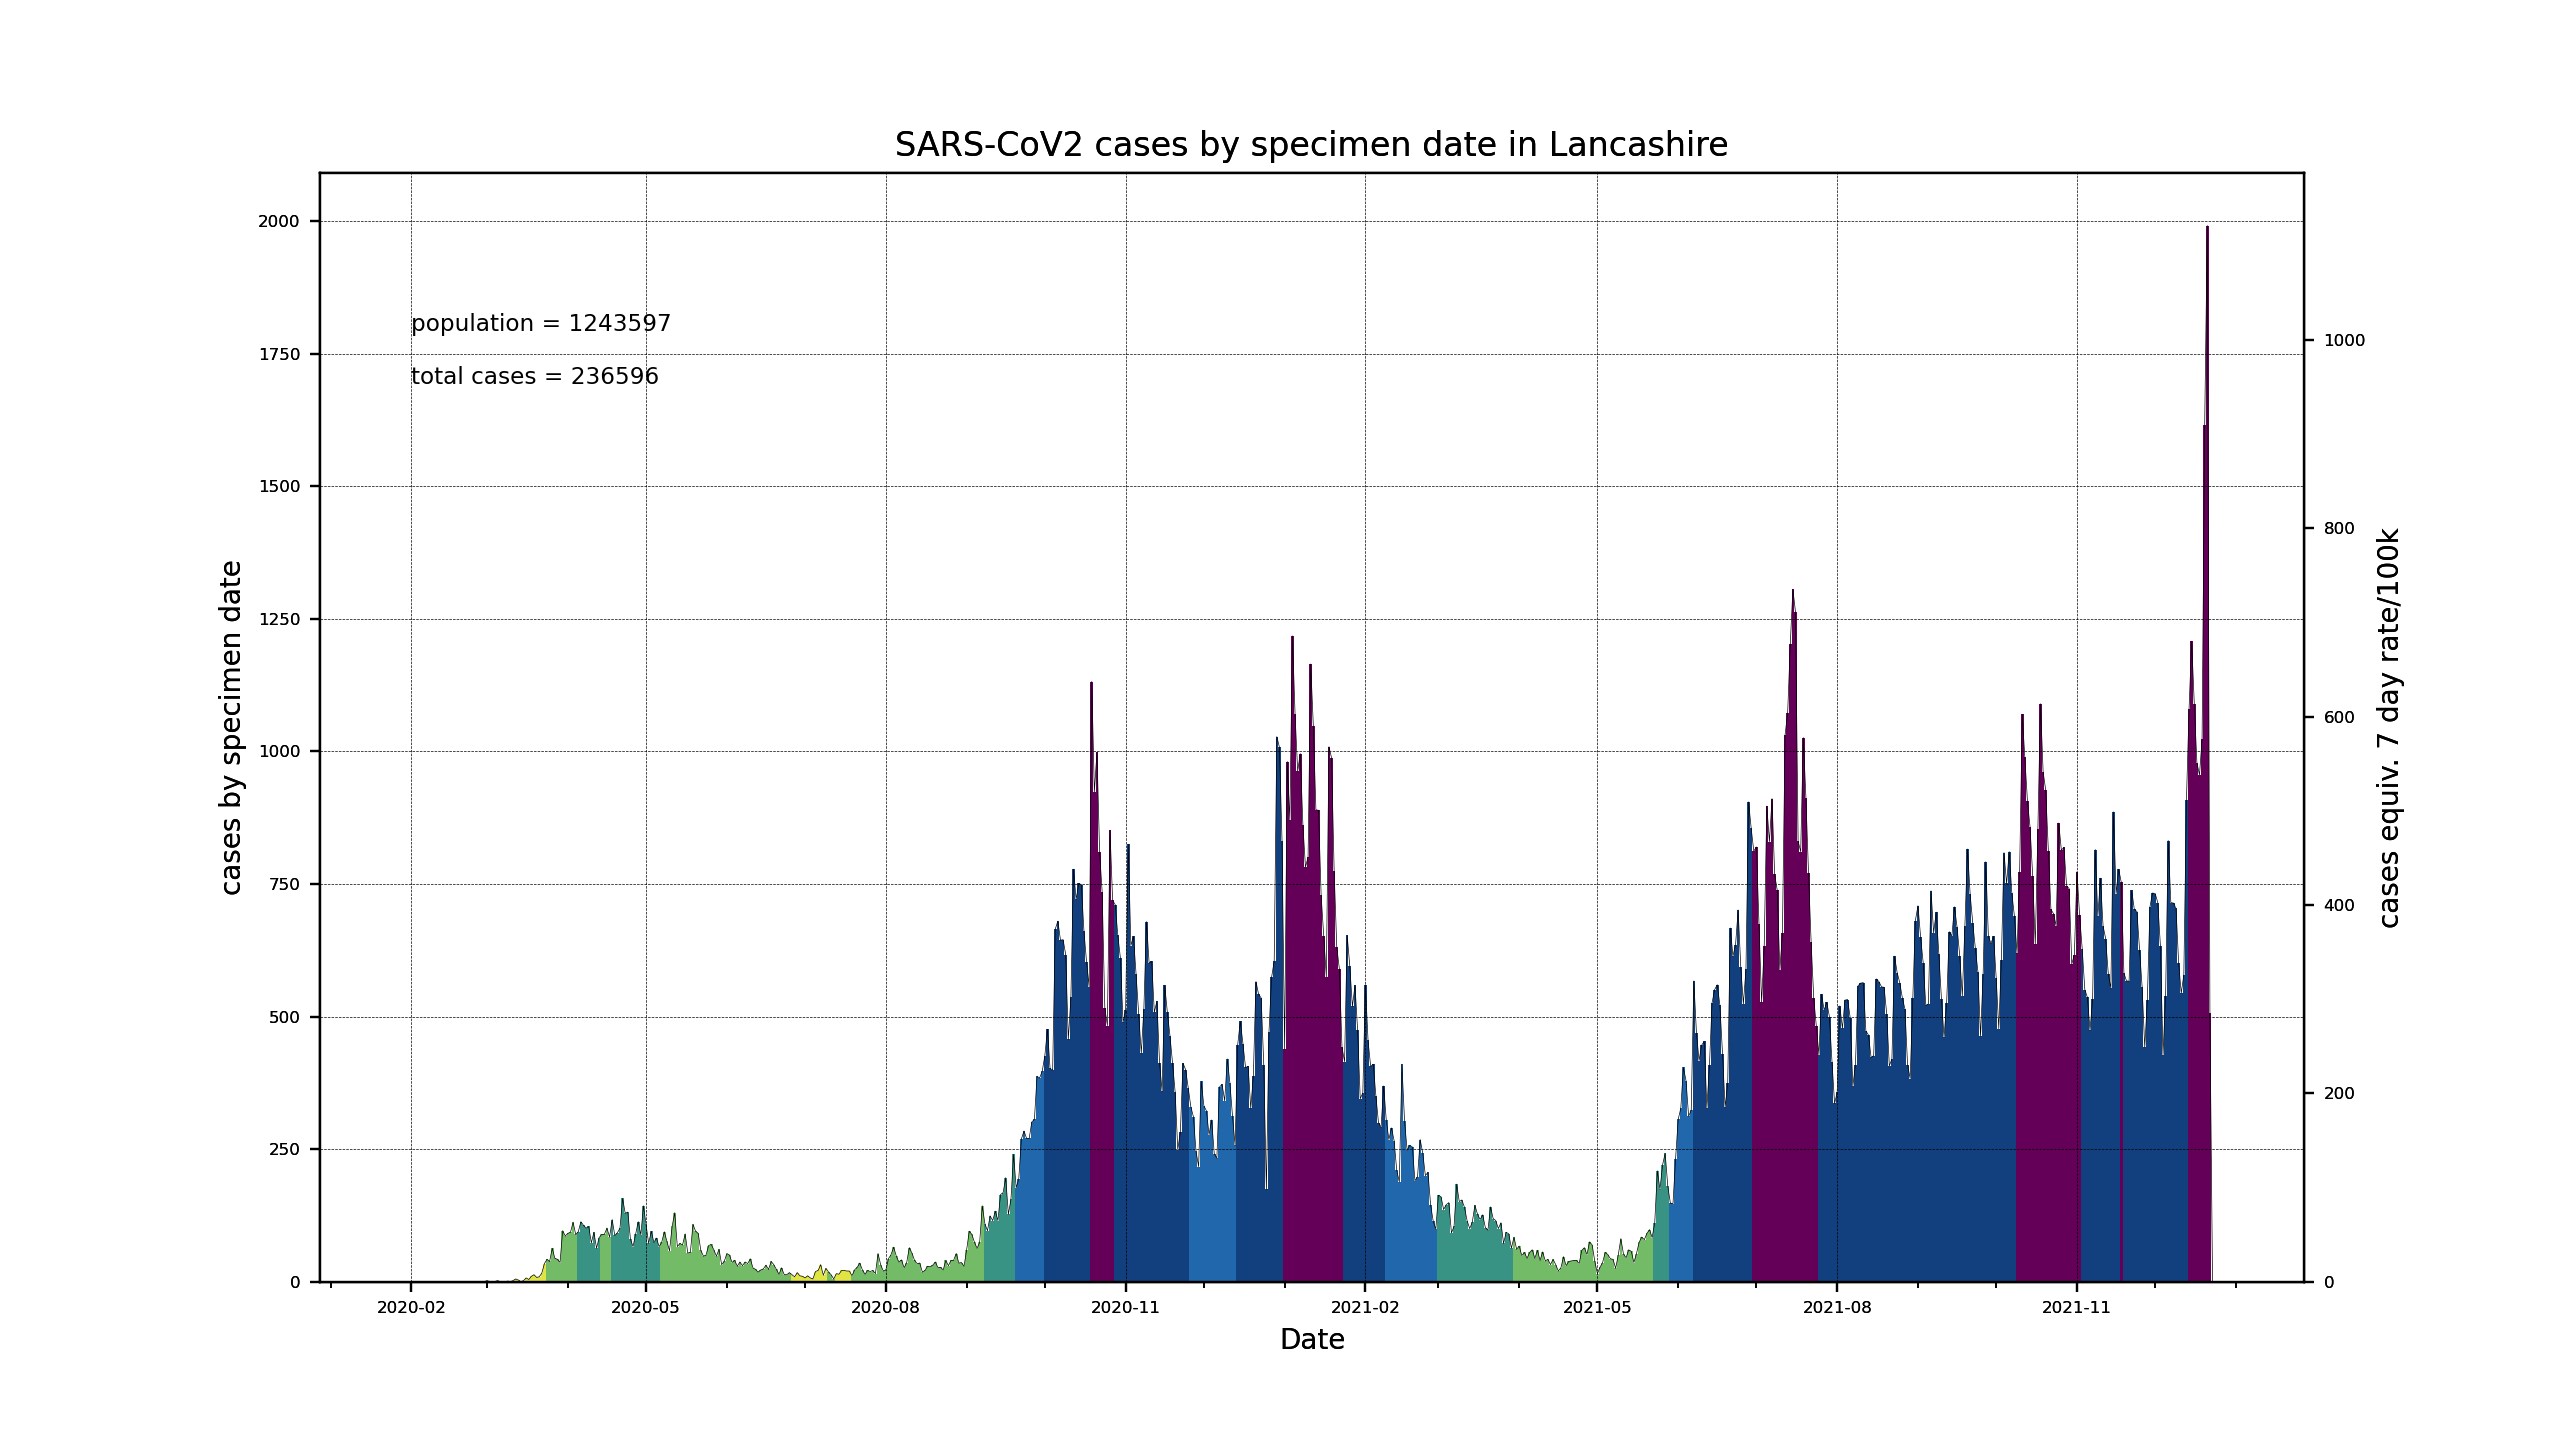 SARS-CoV2 cases by specimen date in Lancashire
population = 1243597
total cases = 236596
cases by specimen date
2000
1750
1500
1250
1000
750
500
250
0
1000
800
600
400
200
0
cases equiv. 7 day rate/100k
2020-02 2020-05 2020-08 2020-11 2021-02 2021-05 2021-08 2021-11
Date